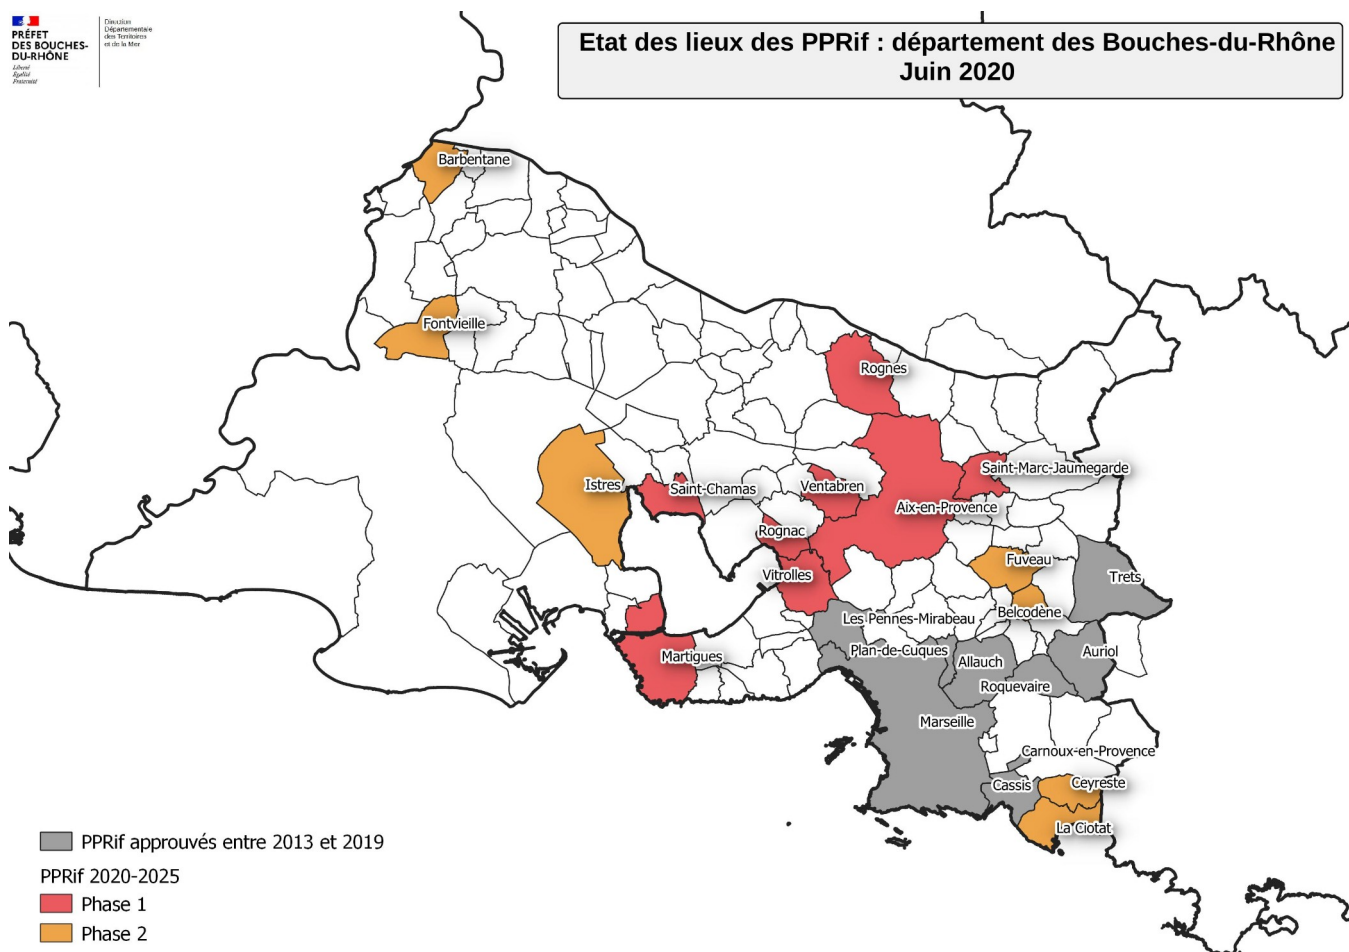 PRÉFET
DES BOUCHES-
DU-RHÔNE
Liberté
Égalité
Fraternité
Direction
Départementale
des Territoires
et de la Mer
Etat des lieux des PPRif : département des Bouches-du-Rhône
Juin 2020
Barbentane
Fontvieille
Rognes
Saint-Marc-Jaumegarde
Istres
Saint-Chamas
Ventabren
Aix-en-Provence
Rognac
Fuveau
Vitrolles
Trets
Belcodène
Les Pennes-Mirabeau
Plan-de-Cuques
Auriol
Martigues
Allauch
Roquevaire
Marseille
Carnoux-en-Provence
Cassis
Ceyreste
La Ciotat
PPRif approuvés entre 2013 et 2019
PPRif 2020-2025
Phase 1
Phase 2